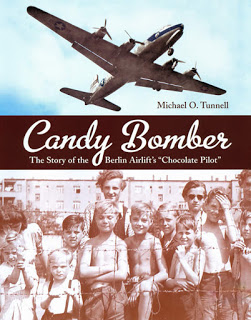 Michael O. Tunnell
Candy Bomber
The Story of the Berlin Airlift's "Chocolate Pilot"